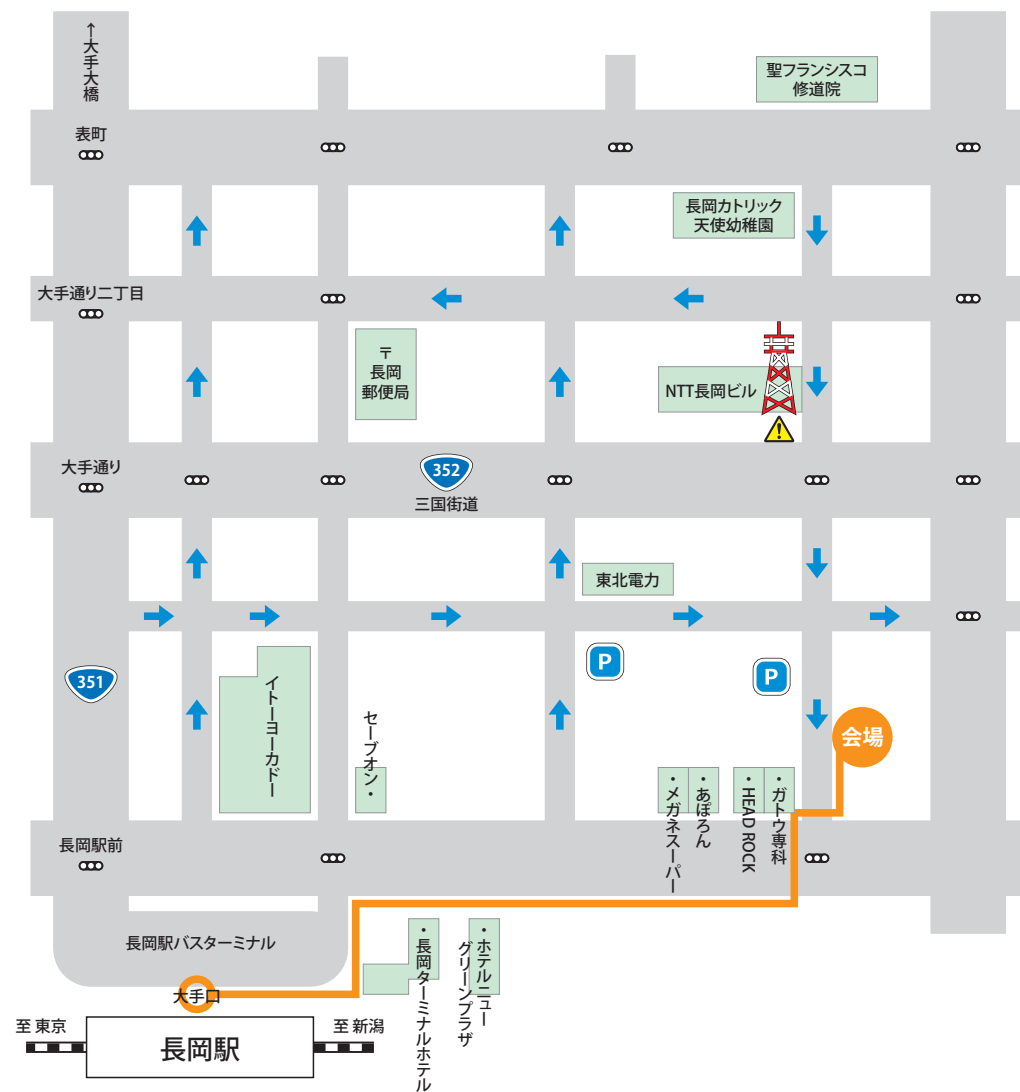 ↑大手大橋
聖フランシスコ
修道院
表町
長岡カトリック
天使幼稚園
大手通り二丁目
〒
長岡
郵便局
NTT長岡ビル
!
大手通り
352
三国街道
東北電力
351
P
P
イトーヨーカドー
セーブオン・
会場
・メガネスーパー
・あぽろん
・HEAD ROCK
・ガトウ専科
長岡駅前
長岡駅バスターミナル
・長岡ターミナルホテル
・ホテルニュー
グリーンプラザ
大手口
至東京
至新潟
長岡駅